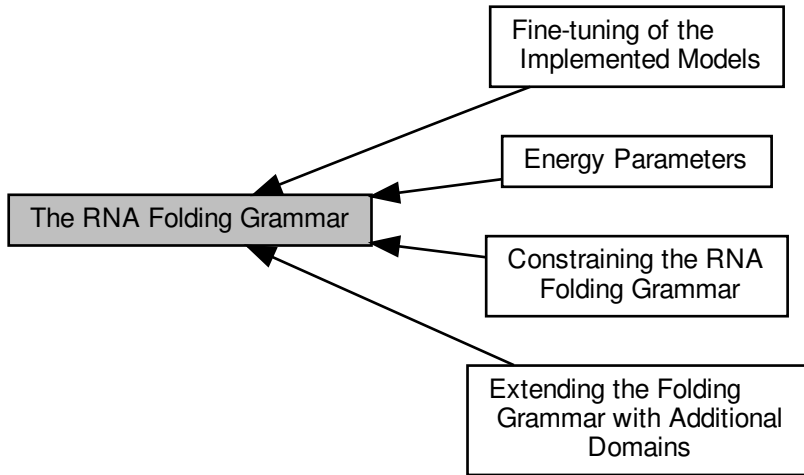 Fine-tuning of the
Implemented Models
Energy Parameters
The RNA Folding Grammar
Constraining the RNA
Folding Grammar
Extending the Folding
Grammar with Additional
Domains